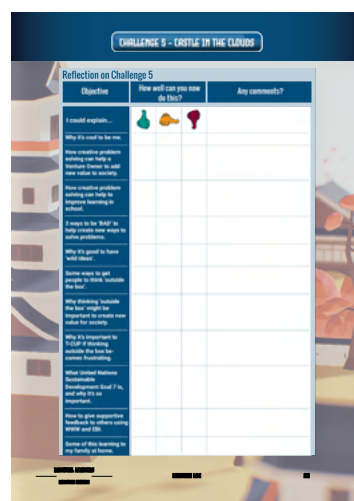 CHALLENGE 5 - CASTLE IN THE CLOUDS
Reflection on Challenge 5
Objective
How well can you now
do this?
Any comments?
I could explain...
Why it's cool to be me.
How creative problem
solving can help a
Venture Owner to add
new value to society.
How creative problem
solving can help to
improve learning in
school.
3 ways to be 'BAD' to
help create new ways to
solve problems.
Why it's good to have
'wild ideas'.
Some ways to get
people to think 'outside
the box'.
Why thinking 'outside
the box' might be
important to create new
value for society.
Why it's important to
T-CUP if thinking
outside the box be-
comes frustrating.
What United Nations
Sustainable
Development Goal 7 is,
and why it's so
important.
How to give supportive
feedback to others using
WWW and EBI.
Some of this learning to
my family at home.